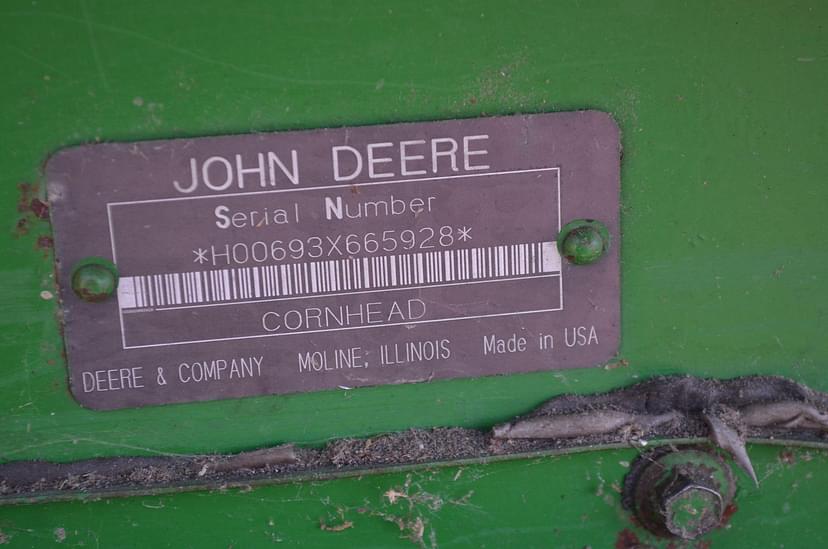 JOHN DEERE
Serial Number
*H00693X665928*
CORNHEAD
DEERE & COMPANY MOLINE, ILLINOIS Made in USA